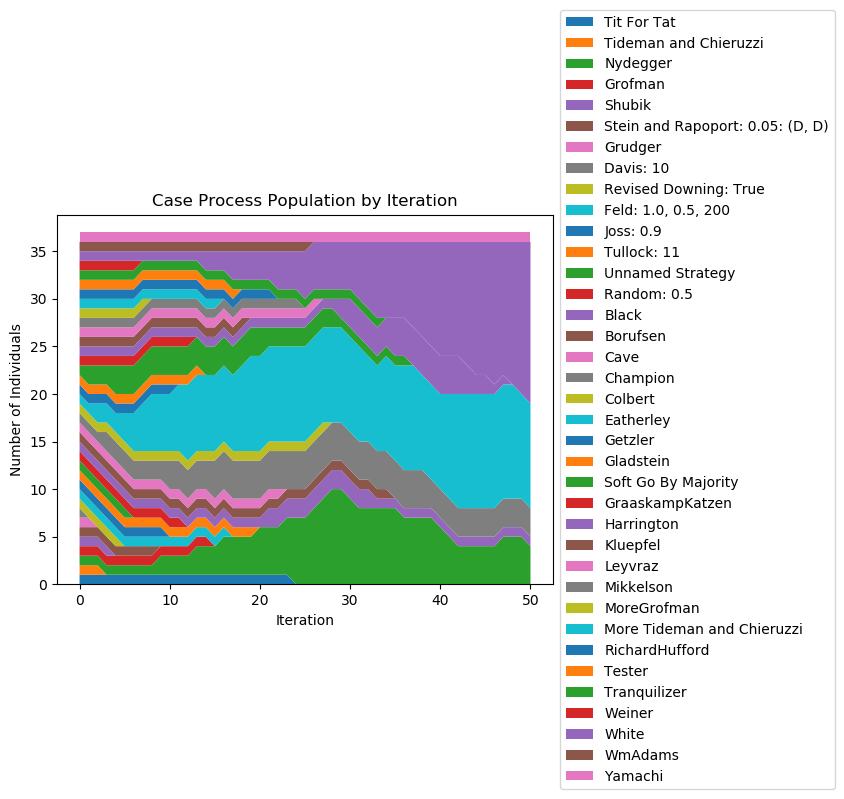 Case Process Population by Iteration
Number of Individuals
35
30
25
20
15
10
5
0
0 10 20 30 40 50
Iteration
Tit For Tat
Tideman and Chieruzzi
Nydegger
Grofman
Shubik
Stein and Rapoport: 0.05: (D, D)
Grudger
Davis: 10
Revised Downing: True
Feld: 1.0, 0.5, 200
Joss: 0.9
Tullock: 11
Unnamed Strategy
Random: 0.5
Black
Borufsen
Cave
Champion
Colbert
Eatherley
Getzler
Gladstein
Soft Go By Majority
GraaskampKatzen
Harrington
Kluepfel
Leyvraz
Mikkelson
MoreGrofman
More Tideman and Chieruzzi
RichardHufford
Tester
Tranquilizer
Weiner
White
WmAdams
Yamachi